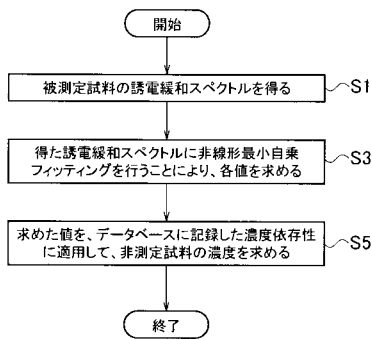 開始
被測定試料の誘電緩和スペクトルを得る
S1
得た誘電緩和スペクトルに非線形最小自乗
フィッティングを行うことにより、各値を求める
S3
求めた値を、データベースに記録した濃度依存性
に適用して、非測定試料の濃度を求める
S5
終了